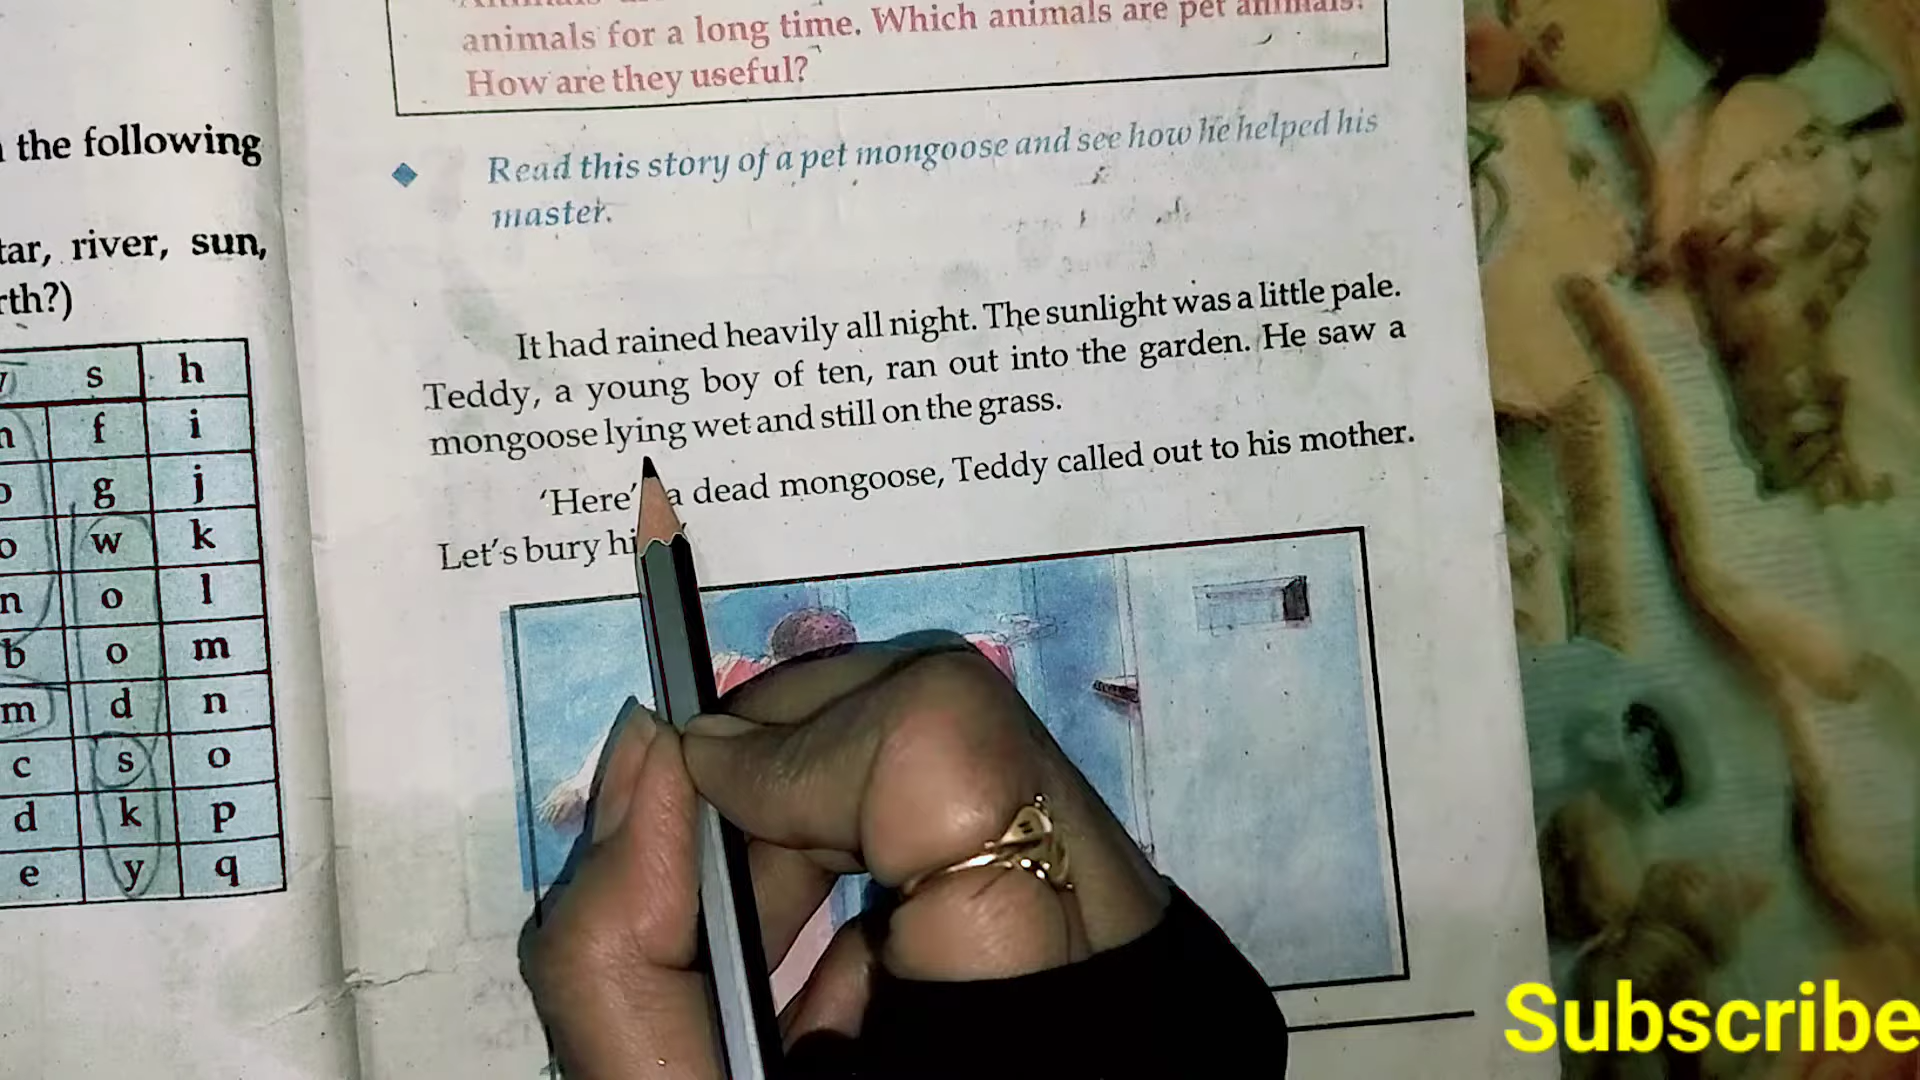 the following
tar, river, sun,
rth?)
s h
n f i
g j
o w k
n o l
b o m
m d n
c s o
d k p
e y q
animals for a long time. Which animals are pet animals?
How are they useful?
Read this story of a pet mongoose and see how he helped his
master.
It had rained heavily all night. The sunlight was a little pale.
Teddy, a young boy of ten, ran out into the garden. He saw a
mongoose lying wet and still on the grass.
'Here' a dead mongoose, Teddy called out to his mother.
Let's bury hi
Subscribe